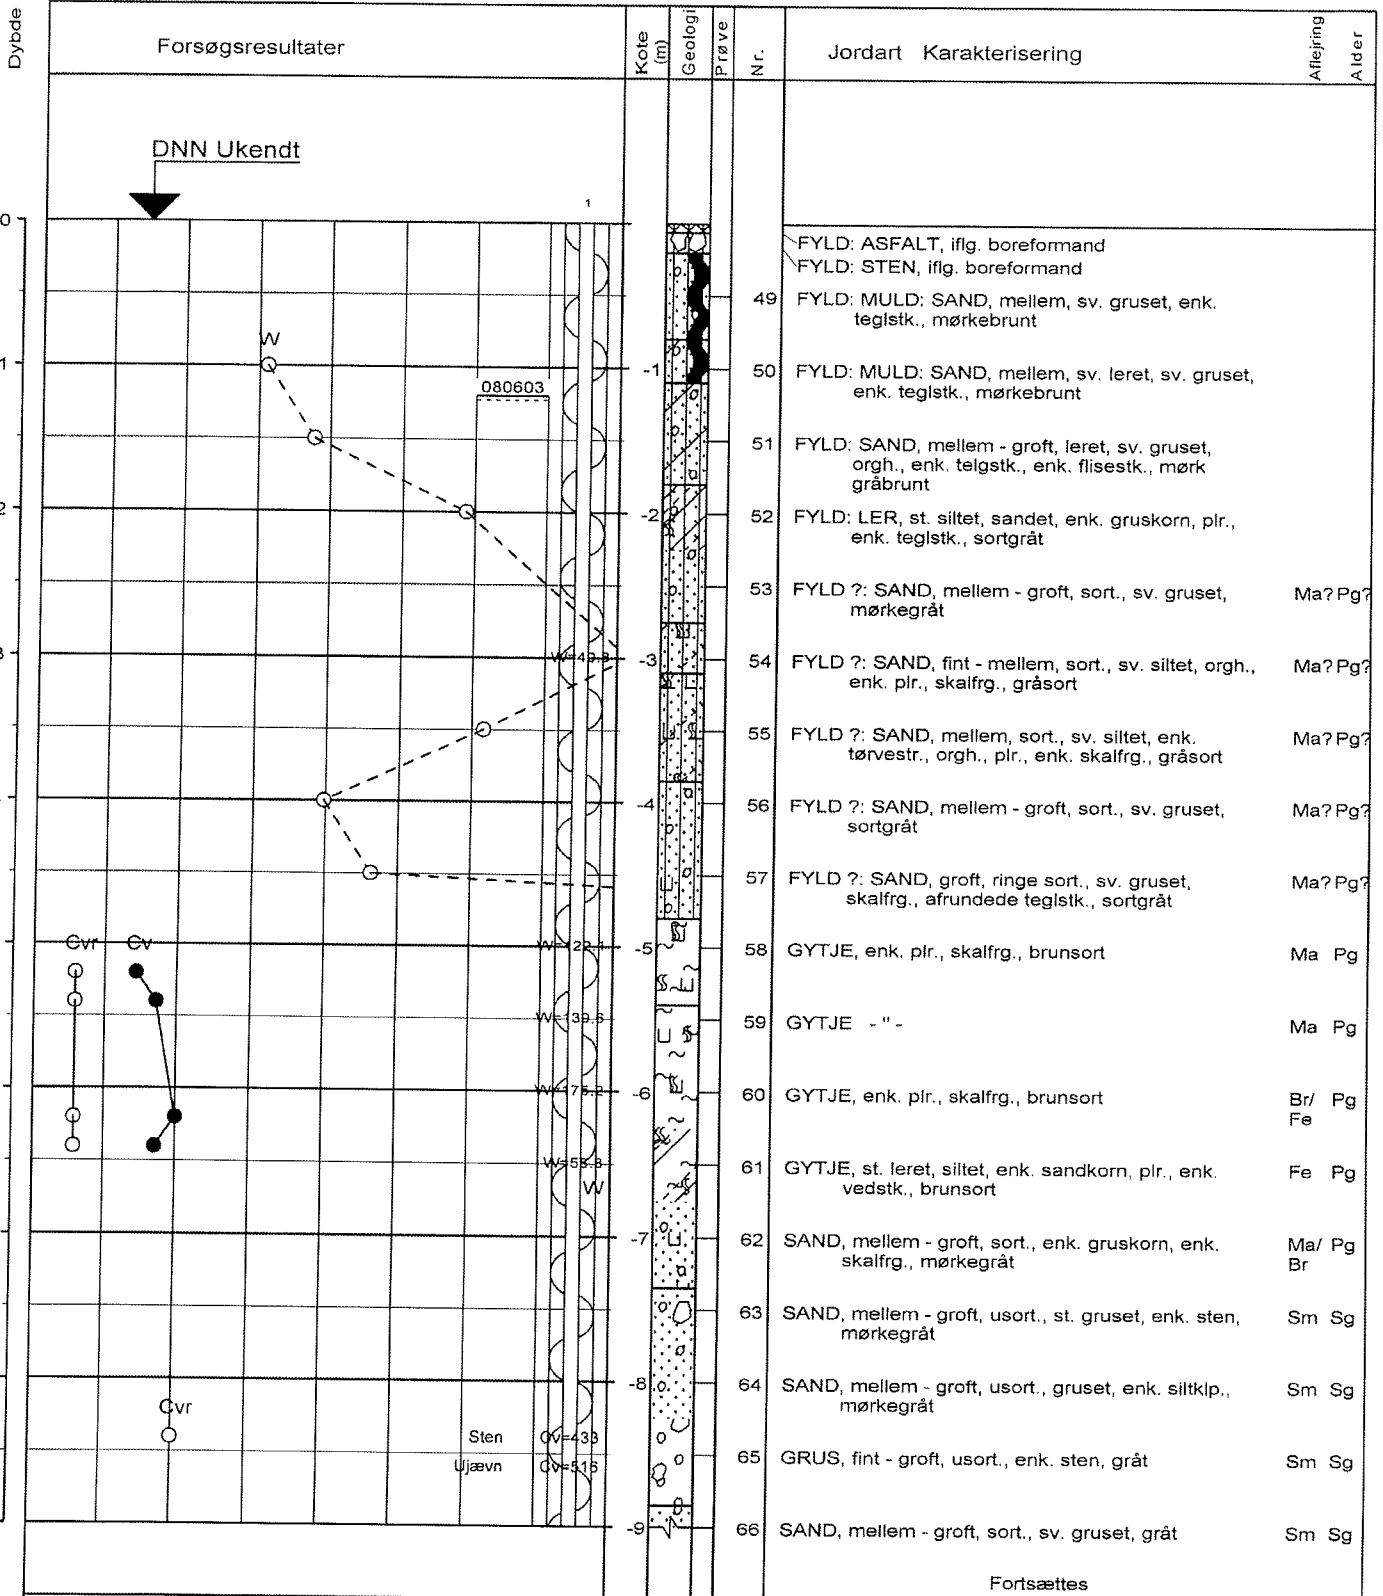 Dybde
Forsøgsresultater
Kote (m)
Geologi
Prøve
Nr.
Jordart Karakterisering
Aflejring
Alder
DNN Ukendt
1
0
FYLD: ASFALT, iflg. boreformand
FYLD: STEN, iflg. boreformand
49 FYLD: MULD: SAND, mellem, sv. gruset, enk.
teglstk., mørkebrunt
W
1
-1
50 FYLD: MULD: SAND, mellem, sv. leret, sv. gruset,
enk. teglstk., mørkebrunt
080603
51 FYLD: SAND, mellem - groft, leret, sv. gruset,
orgh., enk. telgstk., enk. flisestk., mørk
gråbrunt
2
-2
52 FYLD: LER, st. siltet, sandet, enk. gruskorn, plr.,
enk. teglstk., sortgråt
53 FYLD ?: SAND, mellem - groft, sort., sv. gruset, Ma? Pg?
mørkegråt
3
-3
54 FYLD ?: SAND, fint - mellem, sort., sv. siltet, orgh., Ma? Pg?
enk. plr., skalfrg., gråsort
55 FYLD ?: SAND, mellem, sort., sv. siltet, enk. Ma? Pg?
tørvestr., orgh., plr., enk. skalfrg., gråsort
-4
56 FYLD ?: SAND, mellem - groft, sort., sv. gruset, Ma? Pg?
sortgråt
57 FYLD ?: SAND, groft, ringe sort., sv. gruset, Ma? Pg?
skalfrg., afrundede teglstk., sortgråt
Cvr Cv
W=122.1
-5
58 GYTJE, enk. plr., skalfrg., brunsort Ma Pg
W=139.6
59 GYTJE - " - Ma Pg
W=175.2
-6
60 GYTJE, enk. plr., skalfrg., brunsort Br/ Pg
Fe
61 GYTJE, st. leret, siltet, enk. sandkorn, plr., enk. Fe Pg
vedstk., brunsort
W
-7
62 SAND, mellem - groft, sort., enk. gruskorn, enk. Ma/ Pg
skalfrg., mørkegråt Br
63 SAND, mellem - groft, usort., st. gruset, enk. sten, Sm Sg
mørkegråt
-8
64 SAND, mellem - groft, usort., gruset, enk. siltklp., Sm Sg
mørkegråt
Cvr
Sten Cv=433
Ujævn Cv=516
65 GRUS, fint - groft, usort., enk. sten, gråt Sm Sg
-9
66 SAND, mellem - groft, sort., sv. gruset, gråt Sm Sg
Fortsættes